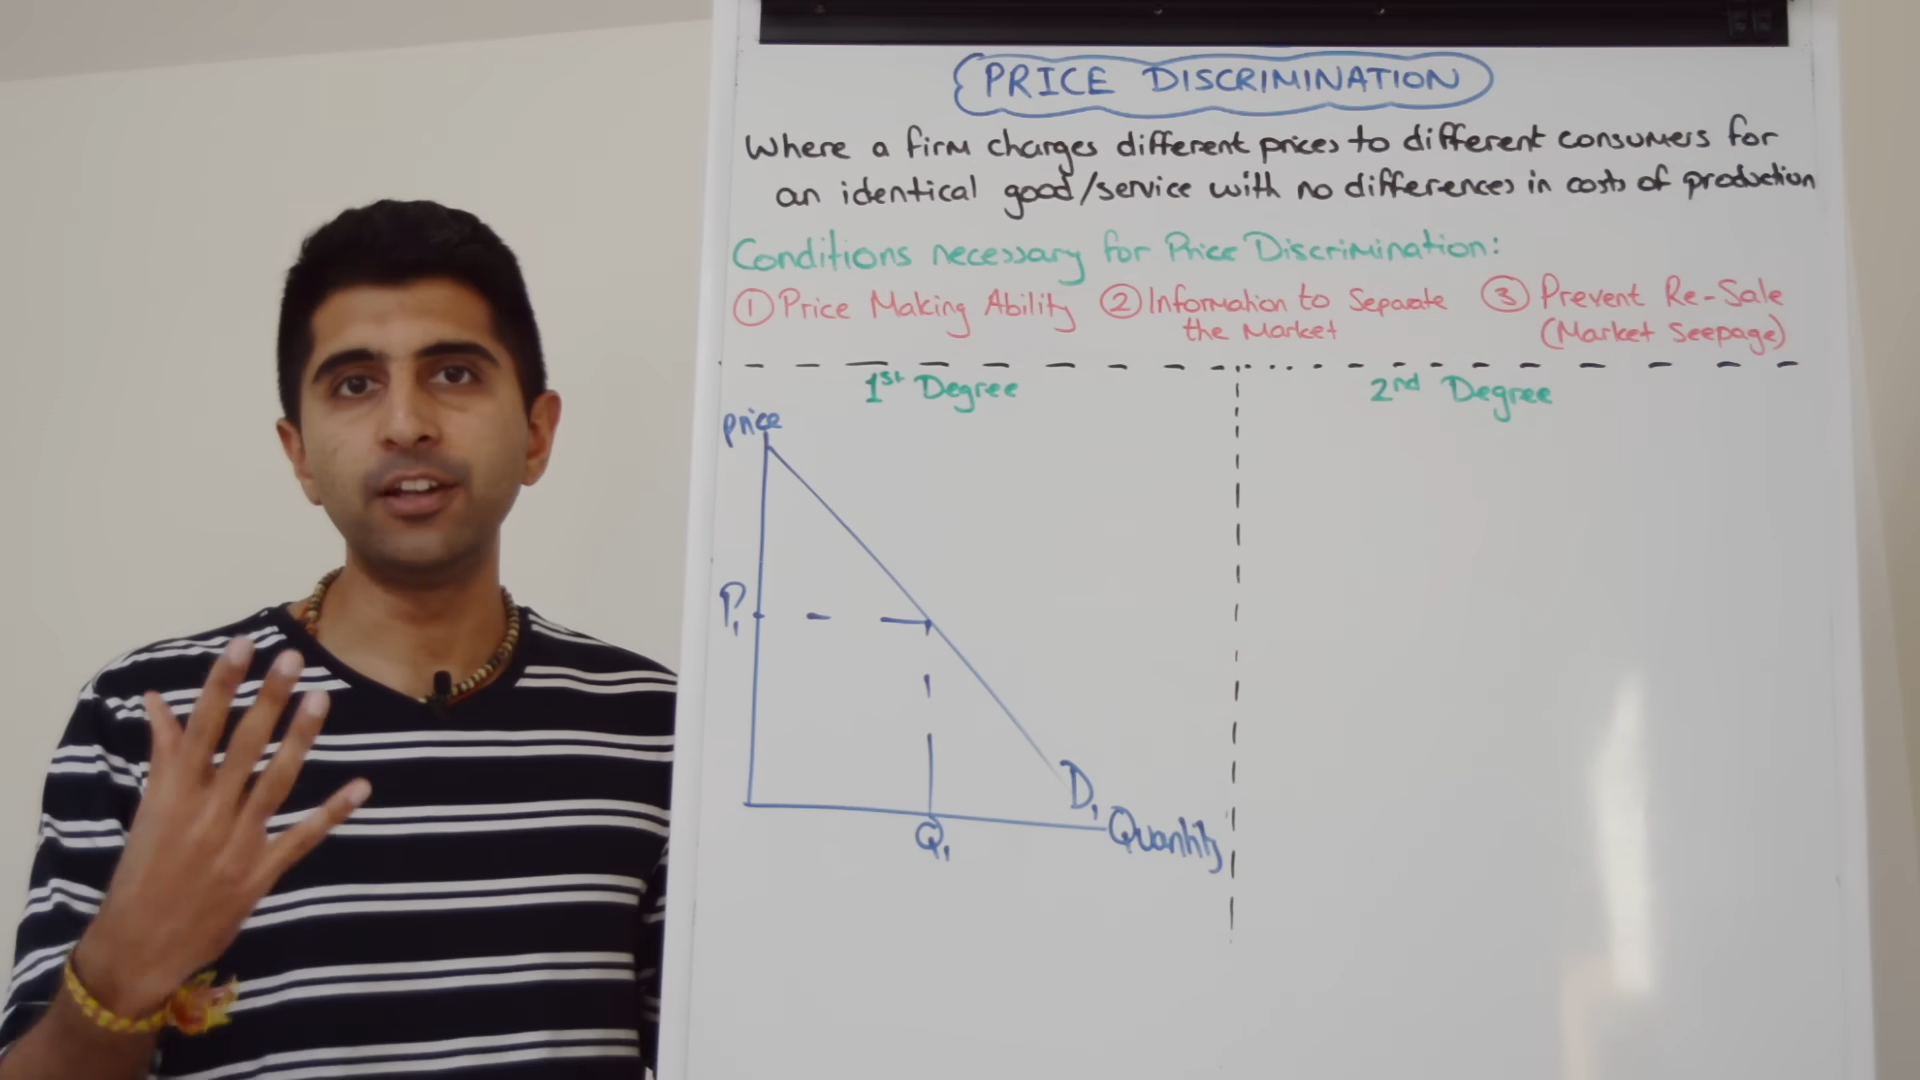 PRICE DISCRIMINATION
Where a firm charges different prices to different consumers for
an identical good/service with no differences in costs of production
Conditions necessary for Price Discrimination:
① Price Making Ability ② Information to Separate ③ Prevent Re-Sale
the Market (Market Seepage)
1st Degree 2nd Degree
Price
P1
D1
Q1 Quantity